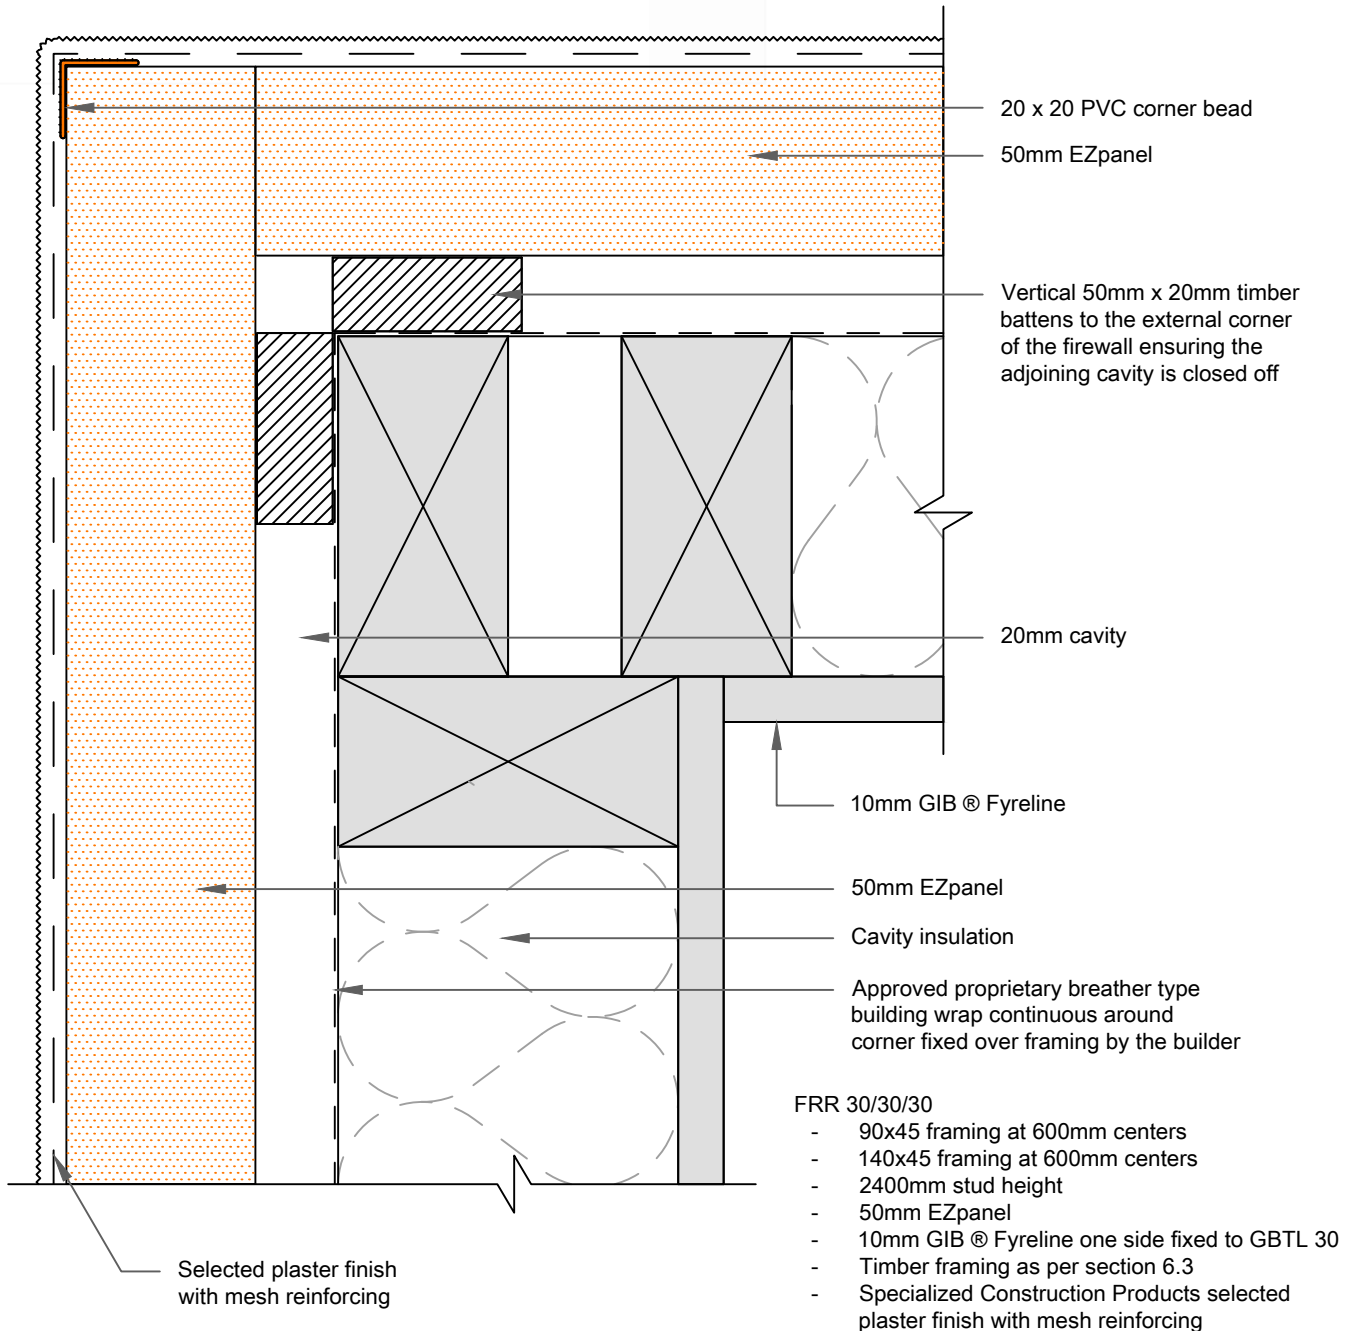 20 x 20 PVC corner bead
50mm EZpanel
Vertical 50mm x 20mm timber
battens to the external corner
of the firewall ensuring the
adjoining cavity is closed off
20mm cavity
10mm GIB ® Fyreline
50mm EZpanel
Cavity insulation
Approved proprietary breather type
building wrap continuous around
corner fixed over framing by the builder
FRR 30/30/30
- 90x45 framing at 600mm centers
- 140x45 framing at 600mm centers
- 2400mm stud height
- 50mm EZpanel
- 10mm GIB ® Fyreline one side fixed to GBTL 30
- Timber framing as per section 6.3
- Specialized Construction Products selected
plaster finish with mesh reinforcing
Selected plaster finish
with mesh reinforcing